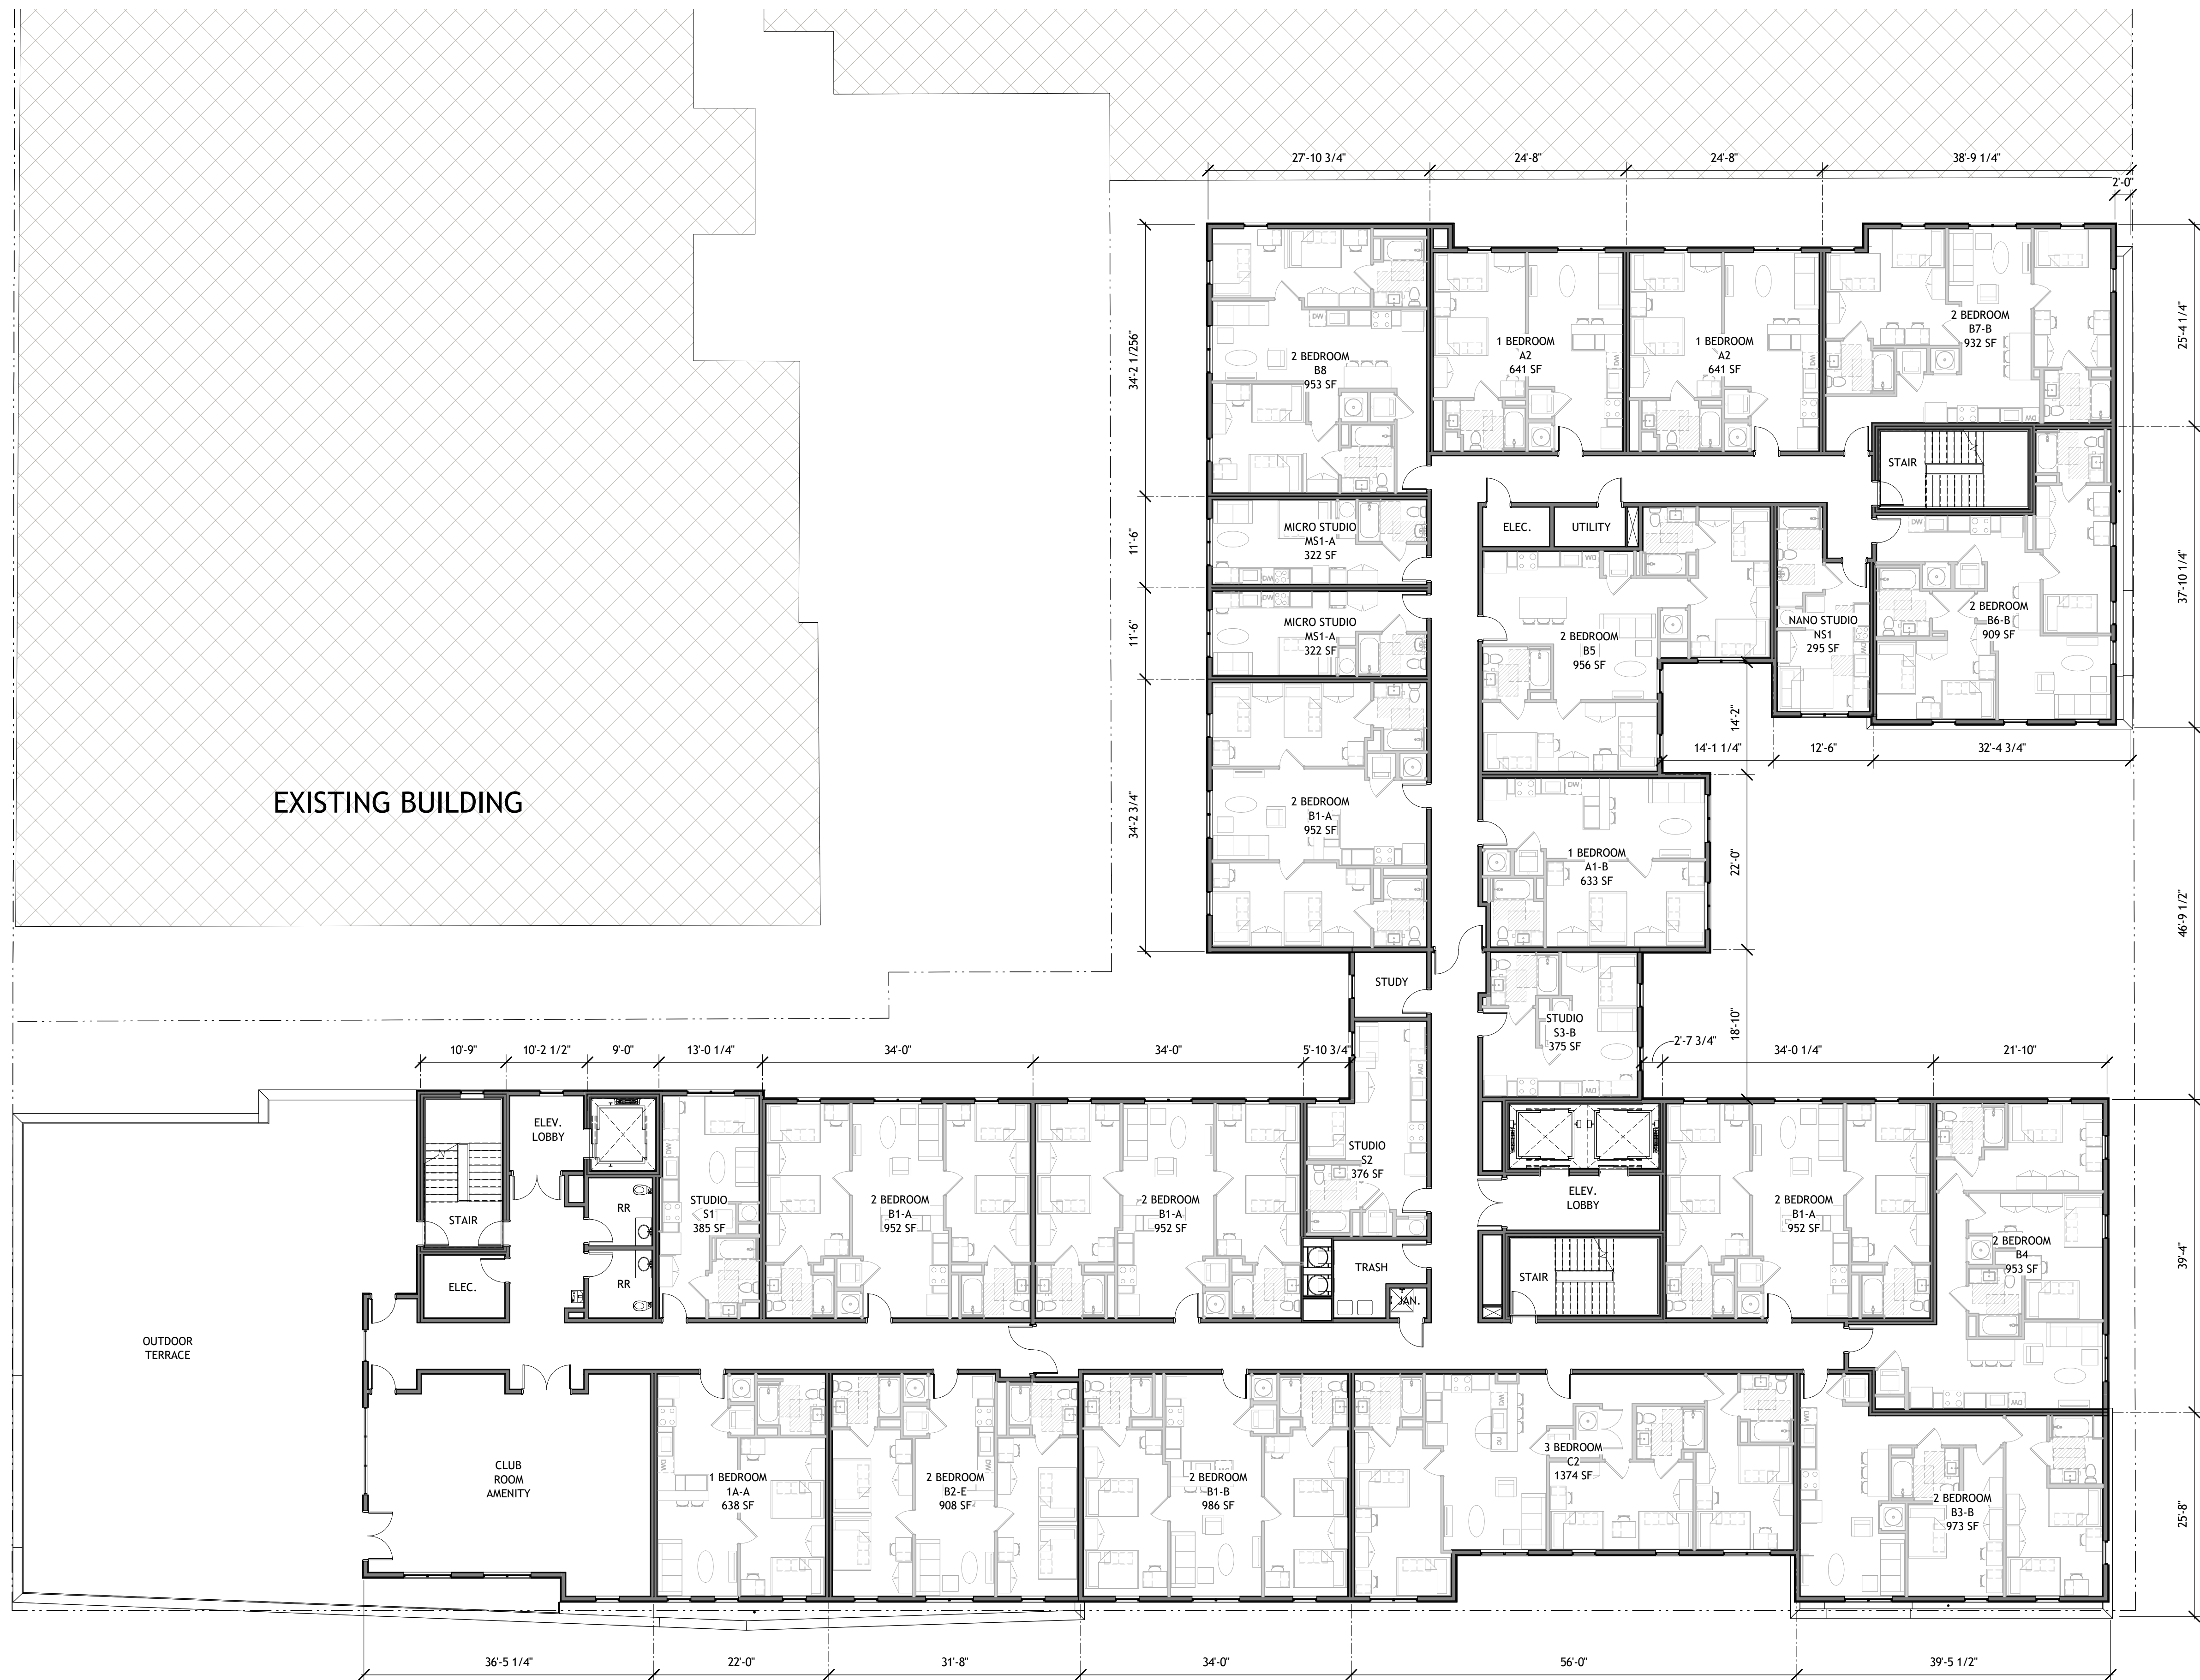 27'-10 3/4"
24'-8"
24'-8"
38'-9 1/4"
2'-0"
25'-4 1/4"
37'-10 1/4"
46'-9 1/2"
39'-4"
25'-8"
34'-2 1/256"
11'-6"
11'-6"
34'-2 3/4"
2 BEDROOM
B8
953 SF
1 BEDROOM
A2
641 SF
1 BEDROOM
A2
641 SF
2 BEDROOM
B7-B
932 SF
STAIR
MICRO STUDIO
MS1-A
322 SF
ELEC.
UTILITY
MICRO STUDIO
MS1-A
322 SF
2 BEDROOM
B5
956 SF
NANO STUDIO
NS1
295 SF
2 BEDROOM
B6-B
909 SF
14'-2"
14'-1 1/4"
12'-6"
32'-4 3/4"
EXISTING BUILDING
2 BEDROOM
B1-A
952 SF
1 BEDROOM
A1-B
633 SF
22'-0"
STUDY
STUDIO
S3-B
375 SF
18'-10"
10'-9"
10'-2 1/2"
9'-0"
13'-0 1/4"
34'-0"
34'-0"
5'-10 3/4"
2'-7 3/4"
34'-0 1/4"
21'-10"
ELEV.
LOBBY
STAIR
RR
RR
ELEC.
STUDIO
S1
385 SF
2 BEDROOM
B1-A
952 SF
2 BEDROOM
B1-A
952 SF
STUDIO
S2
376 SF
TRASH
JAN.
ELEV.
LOBBY
STAIR
2 BEDROOM
B1-A
952 SF
2 BEDROOM
B4
953 SF
OUTDOOR
TERRACE
CLUB
ROOM
AMENITY
1 BEDROOM
1A-A
638 SF
2 BEDROOM
B2-E
908 SF
2 BEDROOM
B1-B
986 SF
3 BEDROOM
C2
1374 SF
2 BEDROOM
B3-B
973 SF
36'-5 1/4"
22'-0"
31'-8"
34'-0"
56'-0"
39'-5 1/2"